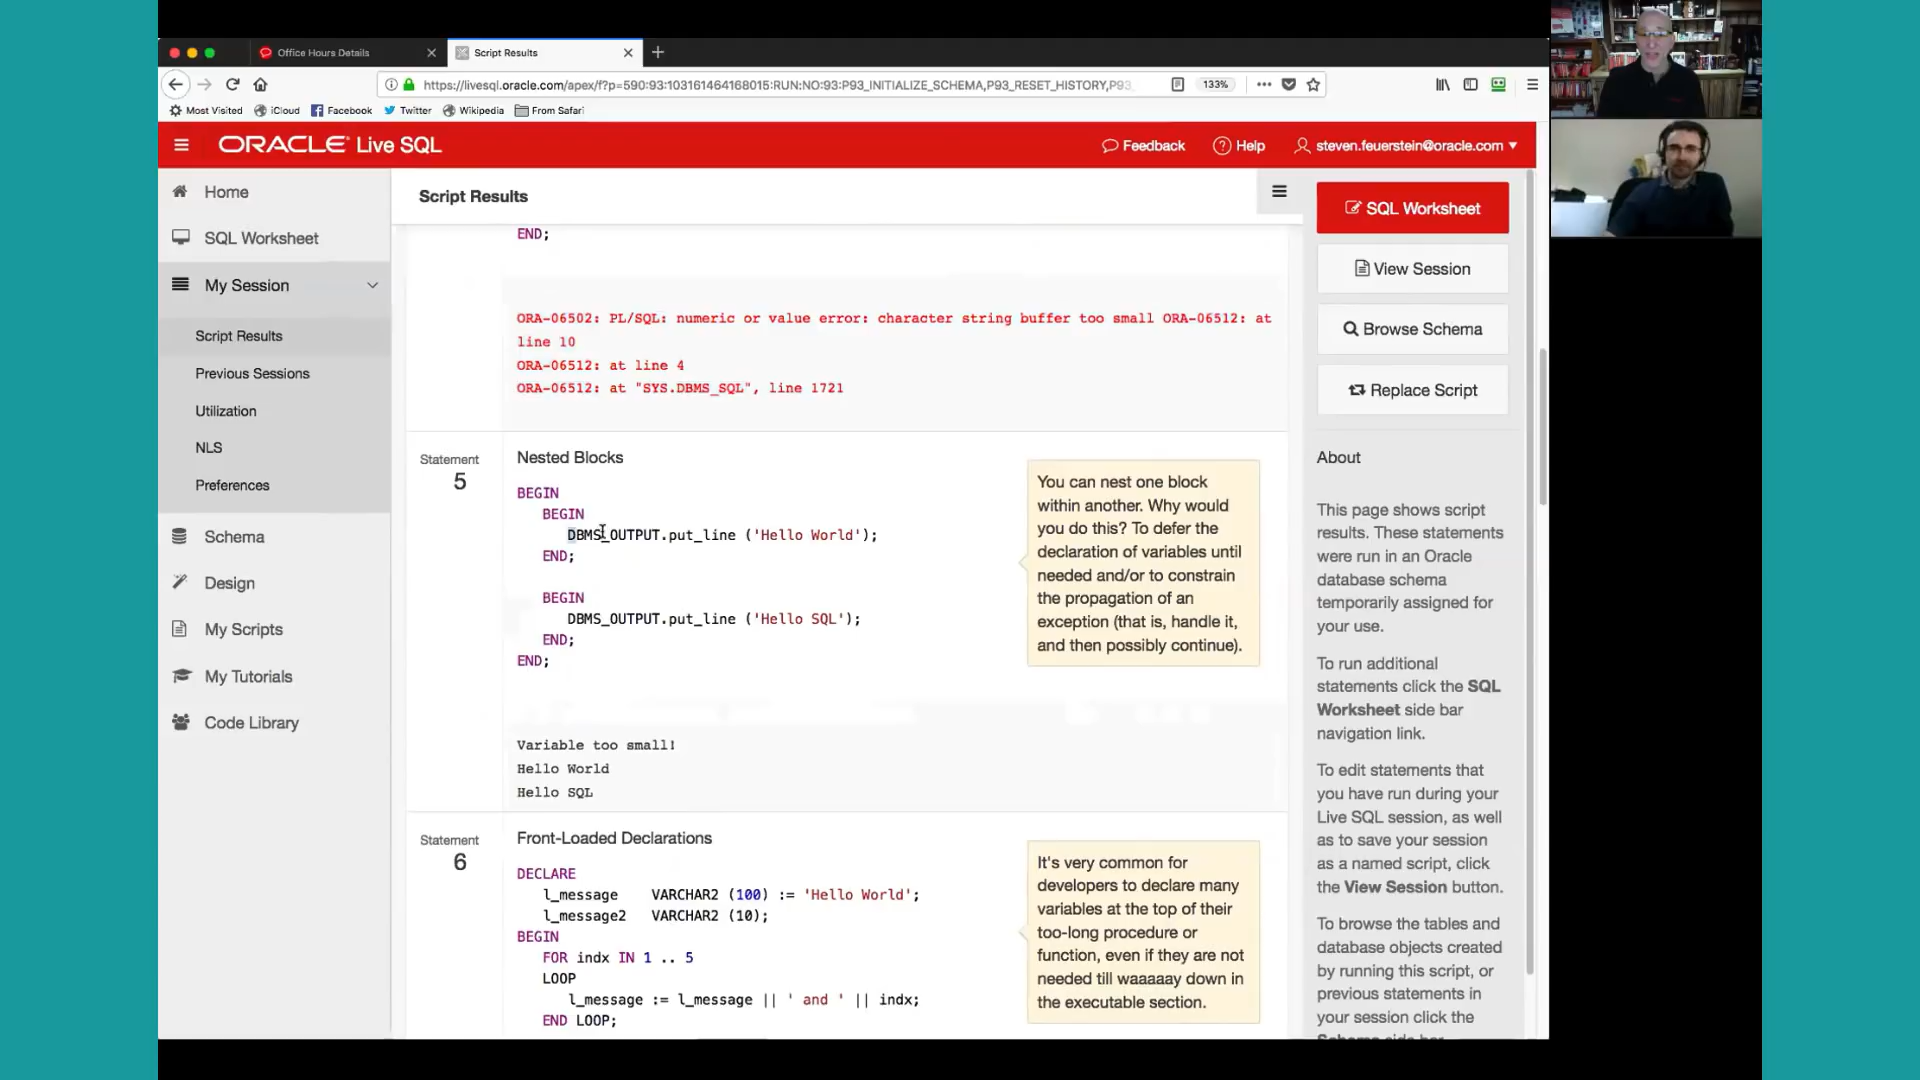 Office Hours Details
Script Results
https://livesql.oracle.com/apex/f?p=590:93:103161464168015:RUN:NO:93:P93_INITIALIZE_SCHEMA,P93_RESET_HISTORY,P93_
133%
Most Visited
iCloud
Facebook
Twitter
Wikipedia
From Safari
ORACLE Live SQL
Feedback
Help
steven.feuerstein@oracle.com
Home
SQL Worksheet
My Session
Script Results
Previous Sessions
Utilization
NLS
Preferences
Schema
Design
My Scripts
My Tutorials
Code Library
Script Results
END;
ORA-06502: PL/SQL: numeric or value error: character string buffer too small ORA-06512: at
line 10
ORA-06512: at line 4
ORA-06512: at "SYS.DBMS_SQL", line 1721
Statement
5
Nested Blocks
BEGIN
BEGIN
DBMS_OUTPUT.put_line ('Hello World');
END;
BEGIN
DBMS_OUTPUT.put_line ('Hello SQL');
END;
END;
You can nest one block
within another. Why would
you do this? To defer the
declaration of variables until
needed and/or to constrain
the propagation of an
exception (that is, handle it,
and then possibly continue).
Variable too small!
Hello World
Hello SQL
Statement
6
Front-Loaded Declarations
DECLARE
l_message VARCHAR2 (100) := 'Hello World';
l_message2 VARCHAR2 (10);
BEGIN
FOR indx IN 1 .. 5
LOOP
l_message := l_message || ' and ' || indx;
END LOOP;
It's very common for
developers to declare many
variables at the top of their
too-long procedure or
function, even if they are not
needed till waaaaay down in
the executable section.
SQL Worksheet
View Session
Browse Schema
Replace Script
About
This page shows script
results. These statements
were run in an Oracle
database schema
temporarily assigned for
your use.
To run additional
statements click the SQL
Worksheet side bar
navigation link.
To edit statements that
you have run during your
Live SQL session, as well
as to save your session
as a named script, click
the View Session button.
To browse the tables and
database objects created
by running this script, or
previous statements in
your session click the
Schema side bar